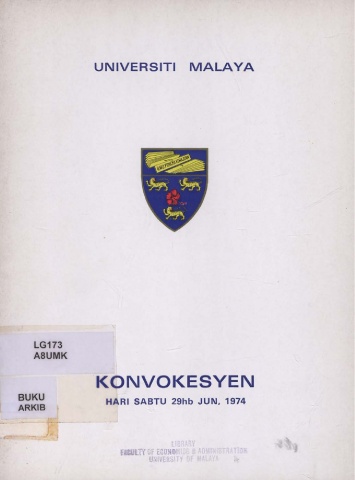 UNIVERSITI MALAYA
KONVOKESYEN
HARI SABTU 29hb JUN, 1974
LG173
A8UMK
BUKU
ARKIB
LIBRARY
FACULTY OF ECONOMICS & ADMINISTRATION
UNIVERSITY OF MALAYA